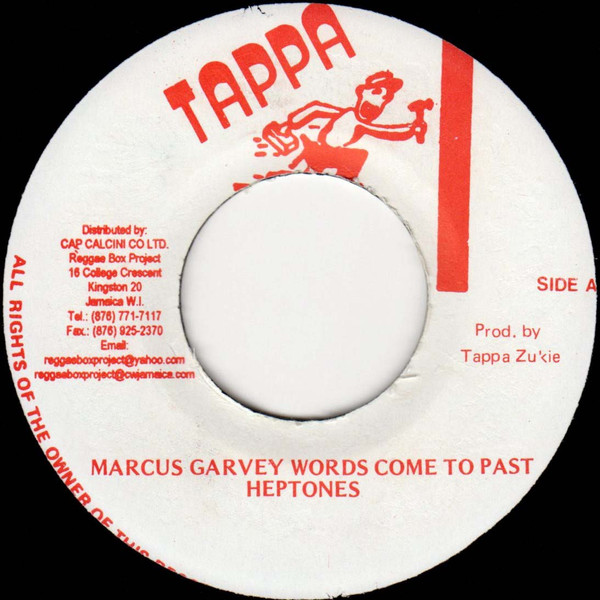 TAPPA
Distributed by:
CAP CALCINI CO LTD.
Reggae Box Project
16 College Crescent
Kingston 20
Jamaica W.I.
Tel.: (876) 771-7117
Fax.: (876) 925-2370
Email:
reggaeboxproject@yahoo.com
reggaeboxproject@cwjamaica.com
SIDE A
Prod. by
Tappa Zu'kie
MARCUS GARVEY WORDS COME TO PAST
HEPTONES
ALL RIGHTS OF THE OWNER OF THIS